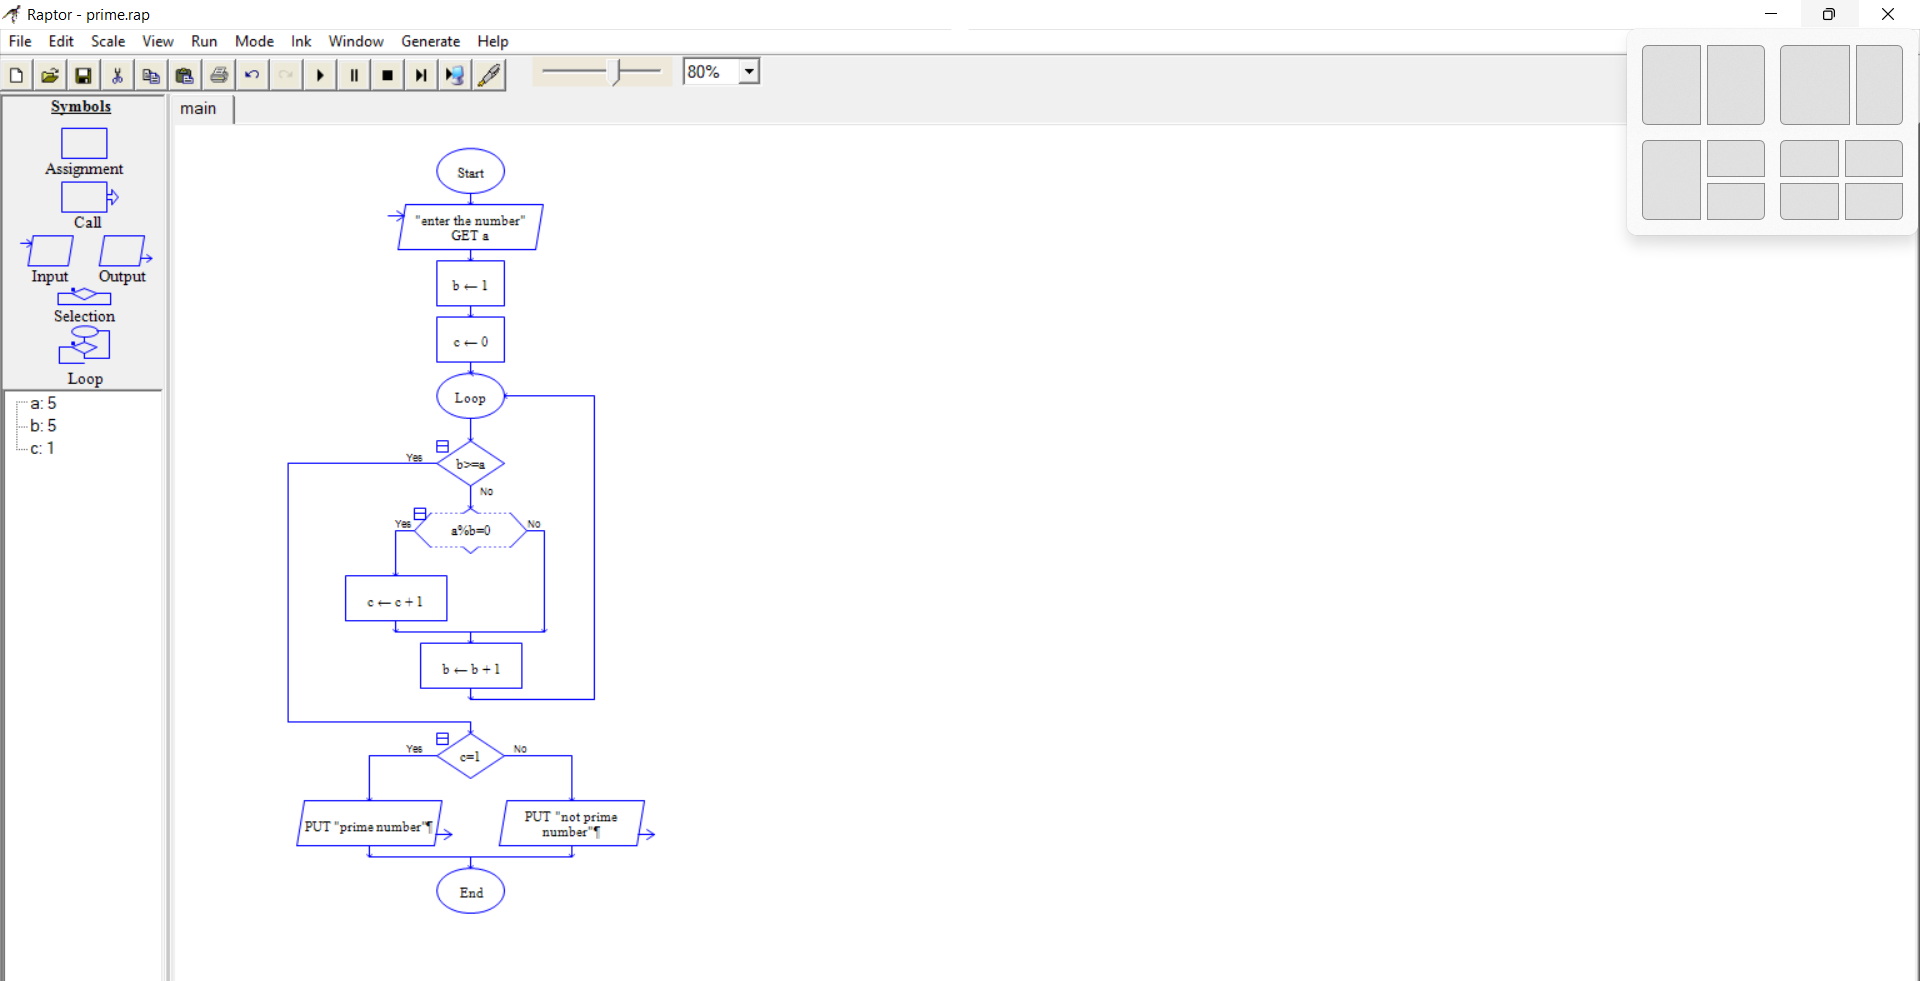 Raptor - prime.rap
File Edit Scale View Run Mode Ink Window Generate Help
80%
Symbols
main
Assignment
Call
Input Output
Selection
Loop
a: 5
b: 5
c: 1
Start
"enter the number"
GET a
b ← 1
c ← 0
Loop
Yes
b>=a
No
Yes
a%b=0
No
c ← c + 1
b ← b + 1
Yes
c=1
No
PUT "prime number"¶
PUT "not prime
number"¶
End